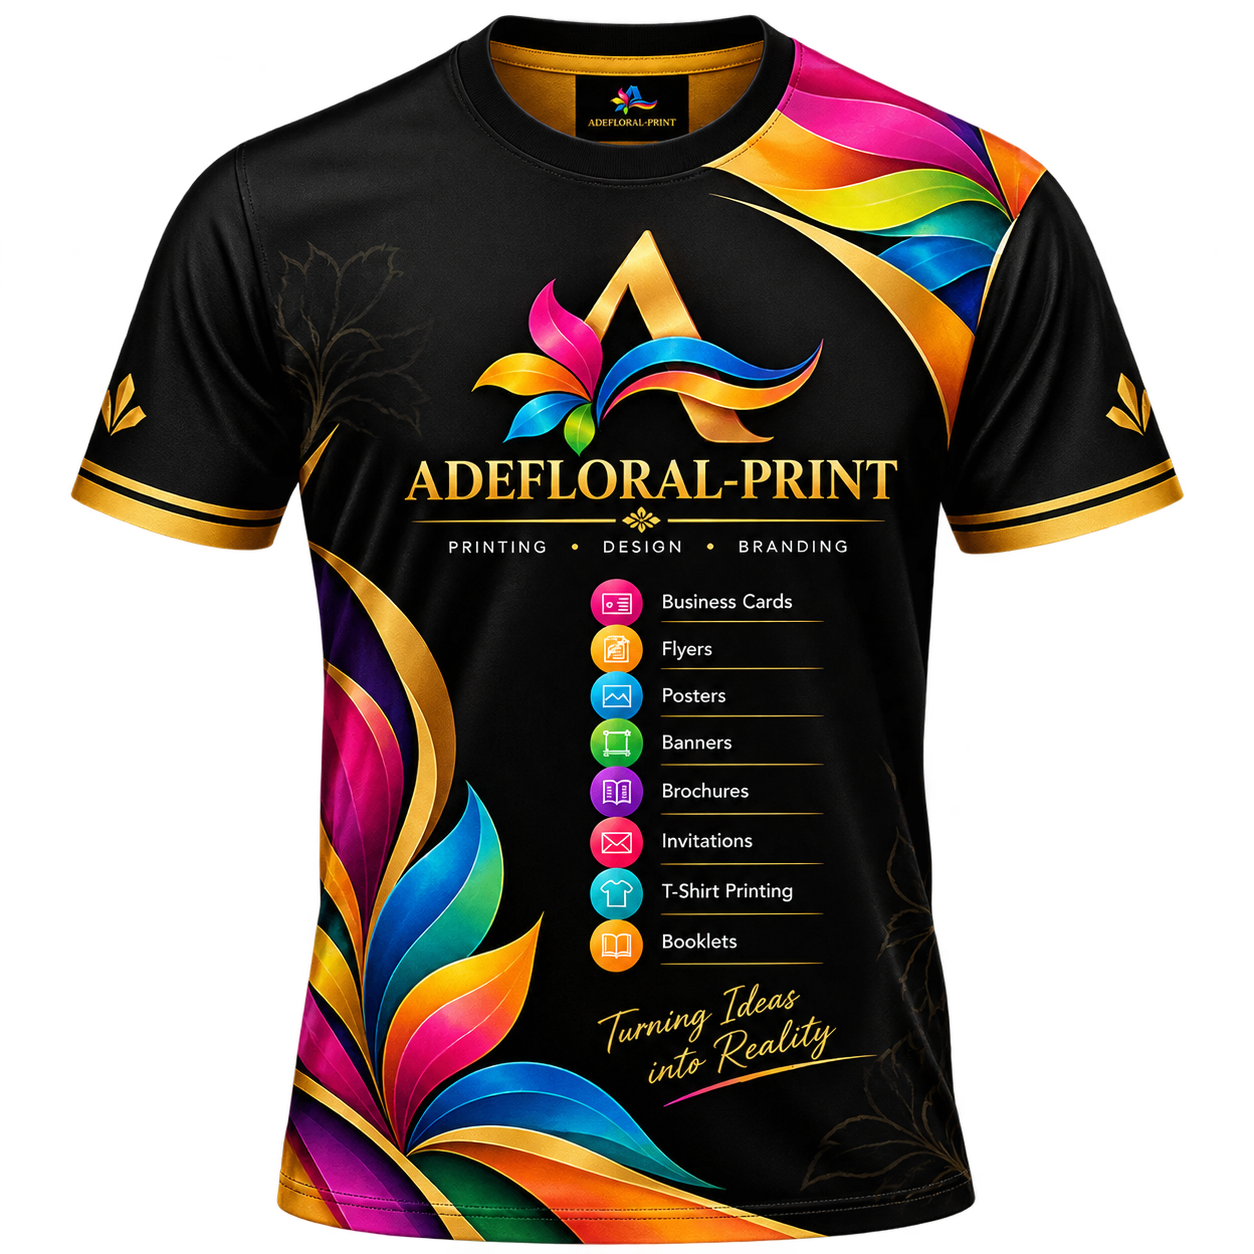 ADEFLORAL-PRINT
A
ADEFLORAL-PRINT
PRINTING • DESIGN • BRANDING
Business Cards
Flyers
Posters
Banners
Brochures
Invitations
T-Shirt Printing
Booklets
Turning Ideas
into Reality